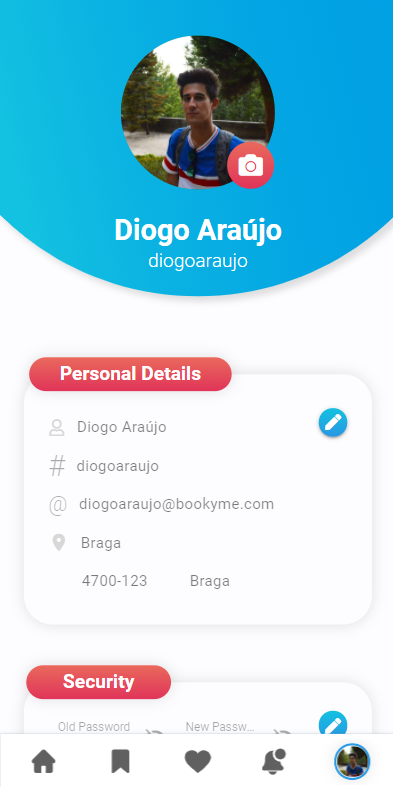 Diogo Araújo
diogoaraujo
Personal Details
Diogo Araújo
# diogoaraujo
@ diogoaraujo@bookyme.com
Braga
4700-123 Braga
Security
Old Password New Passw...